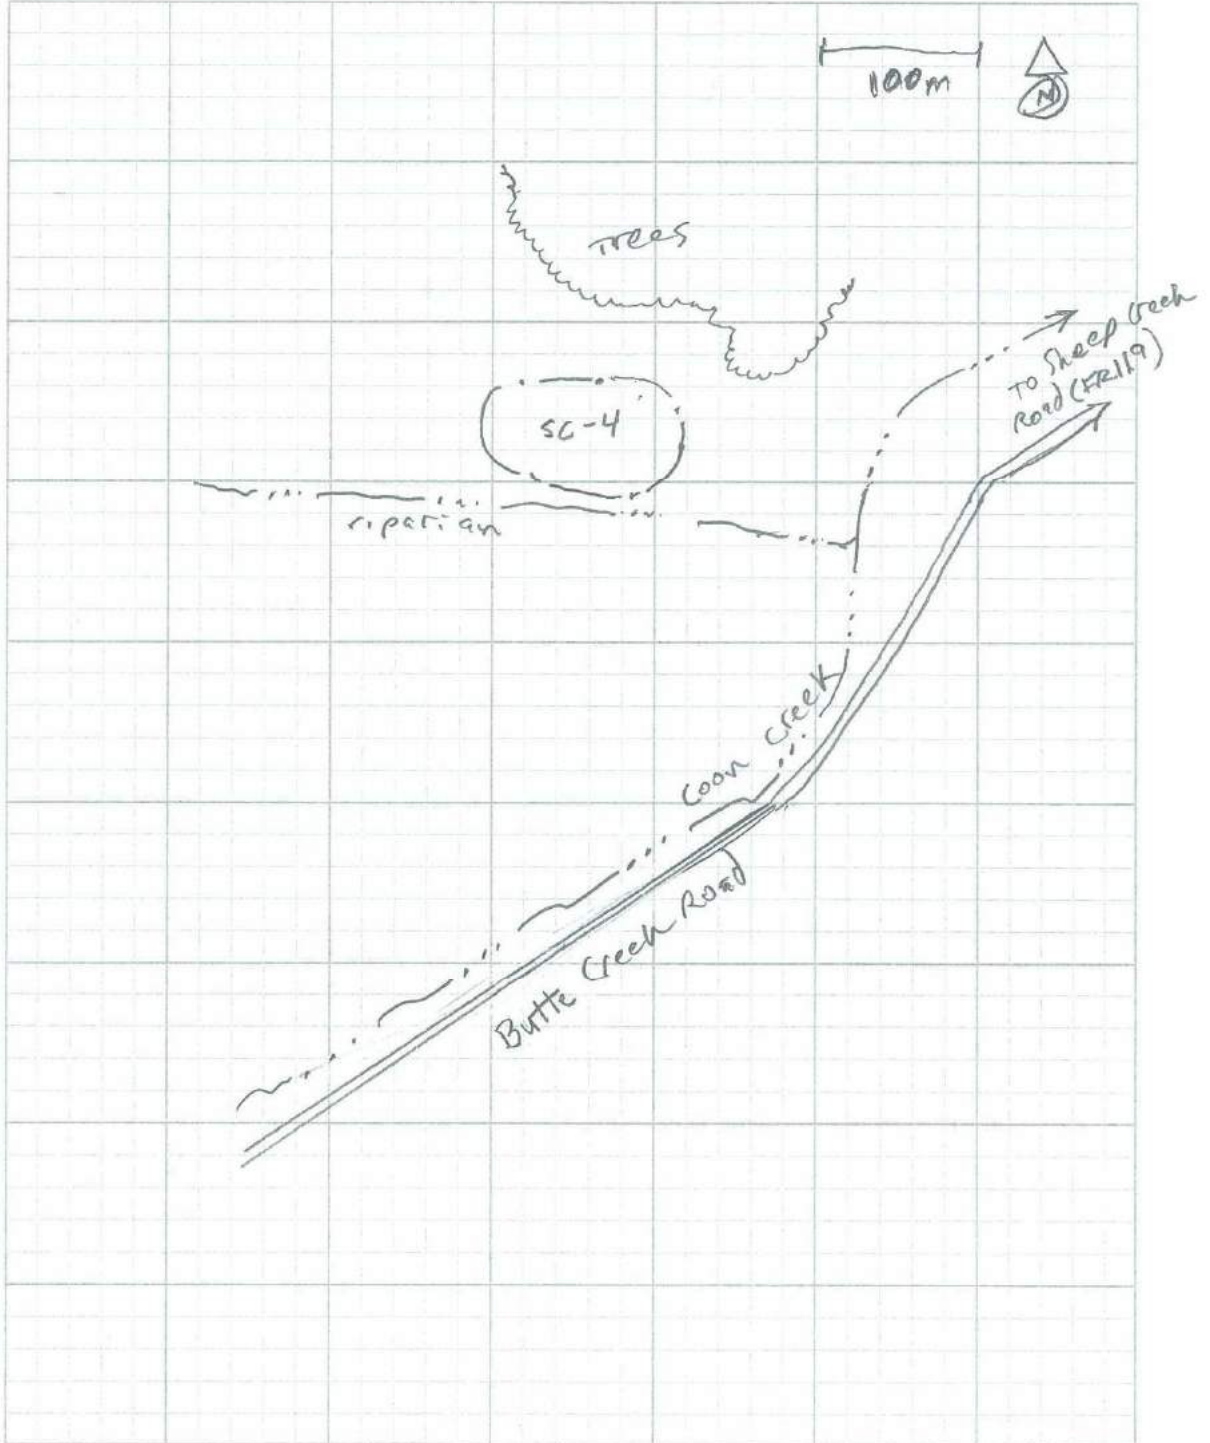 100m
N
Trees
To Sheep Creek
Road (FR119)
SC-4
riparian
Coon Creek
Butte Creek Road